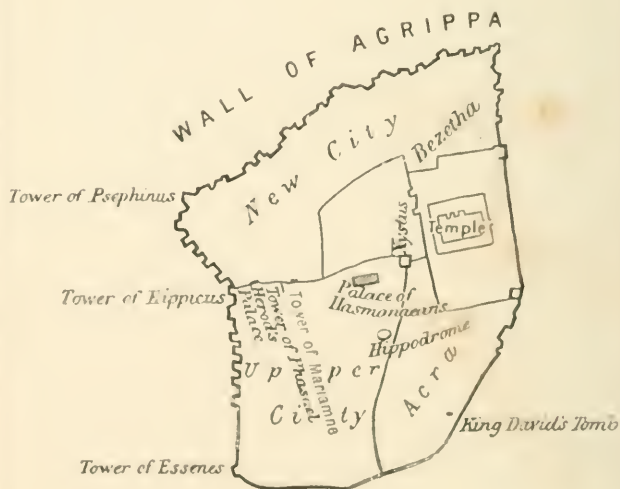 WALL OF AGRIPPA
New City
Bezetha
Tower of Psephinus
Xystus
Temple
Tower of Hippicus
Herod's
Palace
Tower of Phasael
Tower of Mariamne
Palace of
Hasmonaeans
Hippodrome
Upper
City
Acra
King David's Tomb
Tower of Essenes